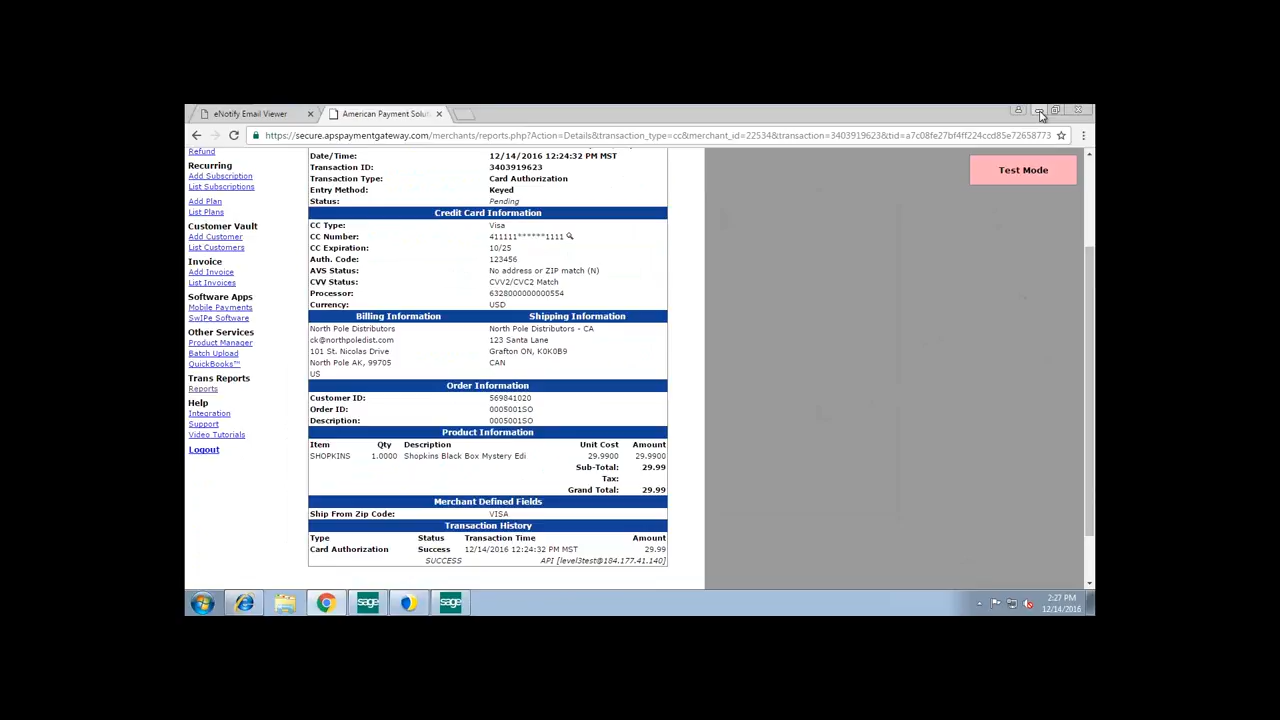 eNotify Email Viewer
American Payment Solut
https://secure.apspaymentgateway.com/merchants/reports.php?Action=Details&transaction_type=cc&merchant_id=22534&transaction=3403919623&tid=a7c08fe27bf4ff224ccd85e72658773
Test Mode
Refund
Recurring
Add Subscription
List Subscriptions
Add Plan
List Plans
Customer Vault
Add Customer
List Customers
Invoice
Add Invoice
List Invoices
Software Apps
Mobile Payments
SwIPe Software
Other Services
Product Manager
Batch Upload
QuickBooks™
Trans Reports
Reports
Help
Integration
Support
Video Tutorials
Logout
Date/Time: 12/14/2016 12:24:32 PM MST
Transaction ID: 3403919623
Transaction Type: Card Authorization
Entry Method: Keyed
Status: Pending
Credit Card Information
CC Type: Visa
CC Number: 411111******1111
CC Expiration: 10/25
Auth. Code: 123456
AVS Status: No address or ZIP match (N)
CVV Status: CVV2/CVC2 Match
Processor: 6328000000000554
Currency: USD
Billing Information Shipping Information
North Pole Distributors North Pole Distributors - CA
ck@northpoledist.com 123 Santa Lane
101 St. Nicolas Drive Grafton ON, K0K0B9
North Pole AK, 99705 CAN
US
Order Information
Customer ID: 569841020
Order ID: 0005001SO
Description: 0005001SO
Product Information
Item Qty Description Unit Cost Amount
SHOPKINS 1.0000 Shopkins Black Box Mystery Edi 29.9900 29.9900
Sub-Total: 29.99
Tax:
Grand Total: 29.99
Merchant Defined Fields
Ship From Zip Code: VISA
Transaction History
Type Status Transaction Time Amount
Card Authorization Success 12/14/2016 12:24:32 PM MST 29.99
SUCCESS API [level3test@184.177.41.140]
sage
sage
2:27 PM
12/14/2016